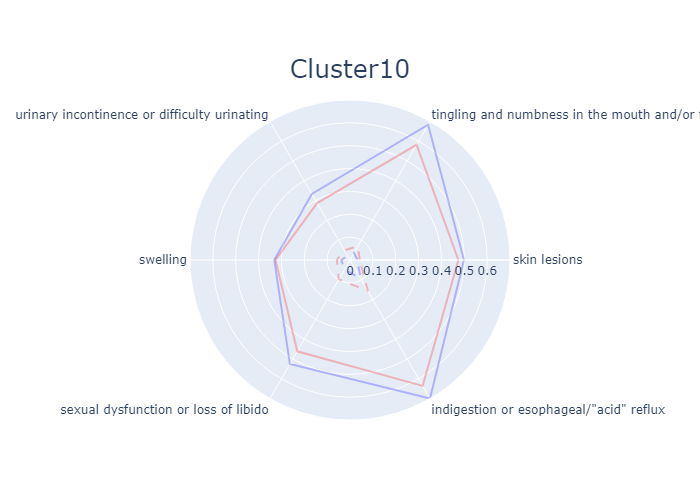 Cluster10
urinary incontinence or difficulty urinating
tingling and numbness in the mouth and/or
swelling
skin lesions
0 0.1 0.2 0.3 0.4 0.5 0.6
sexual dysfunction or loss of libido
indigestion or esophageal/"acid" reflux